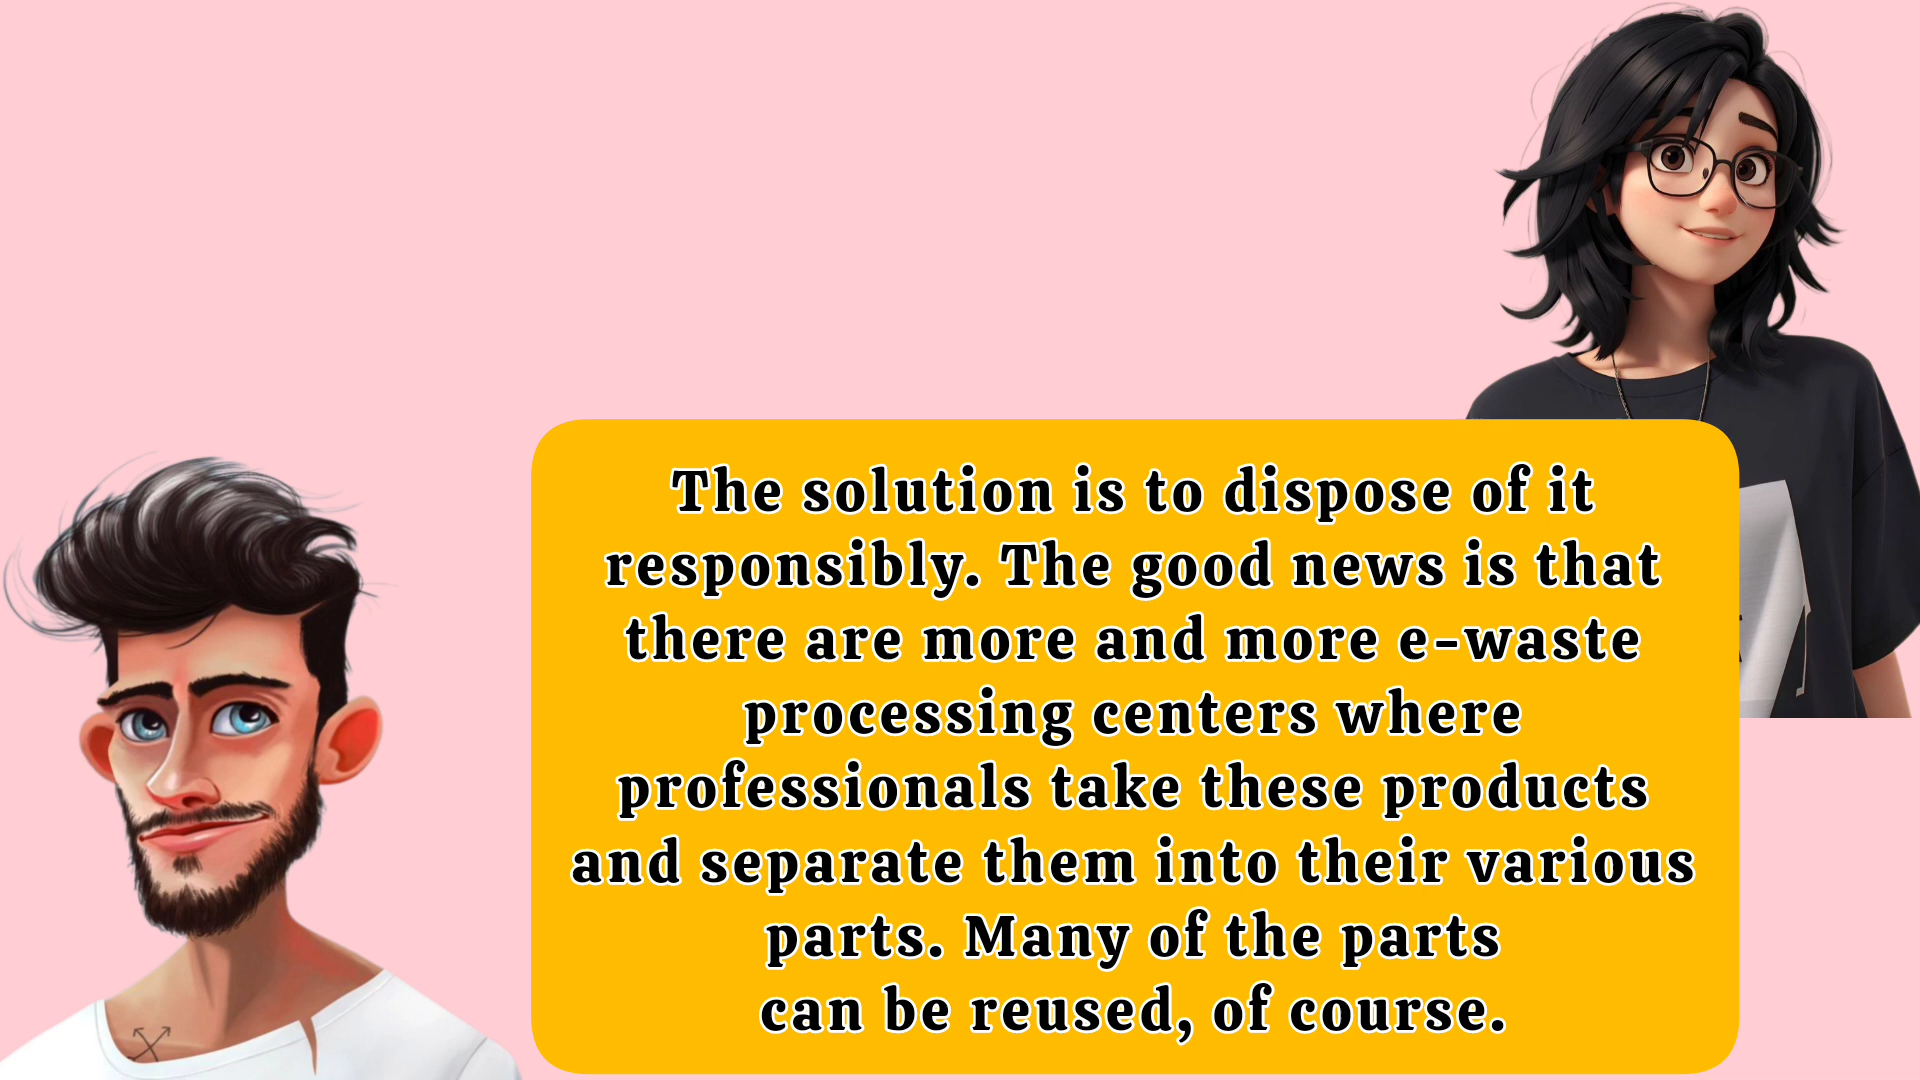 The solution is to dispose of it
responsibly. The good news is that
there are more and more e-waste
processing centers where
professionals take these products
and separate them into their various
parts. Many of the parts
can be reused, of course.